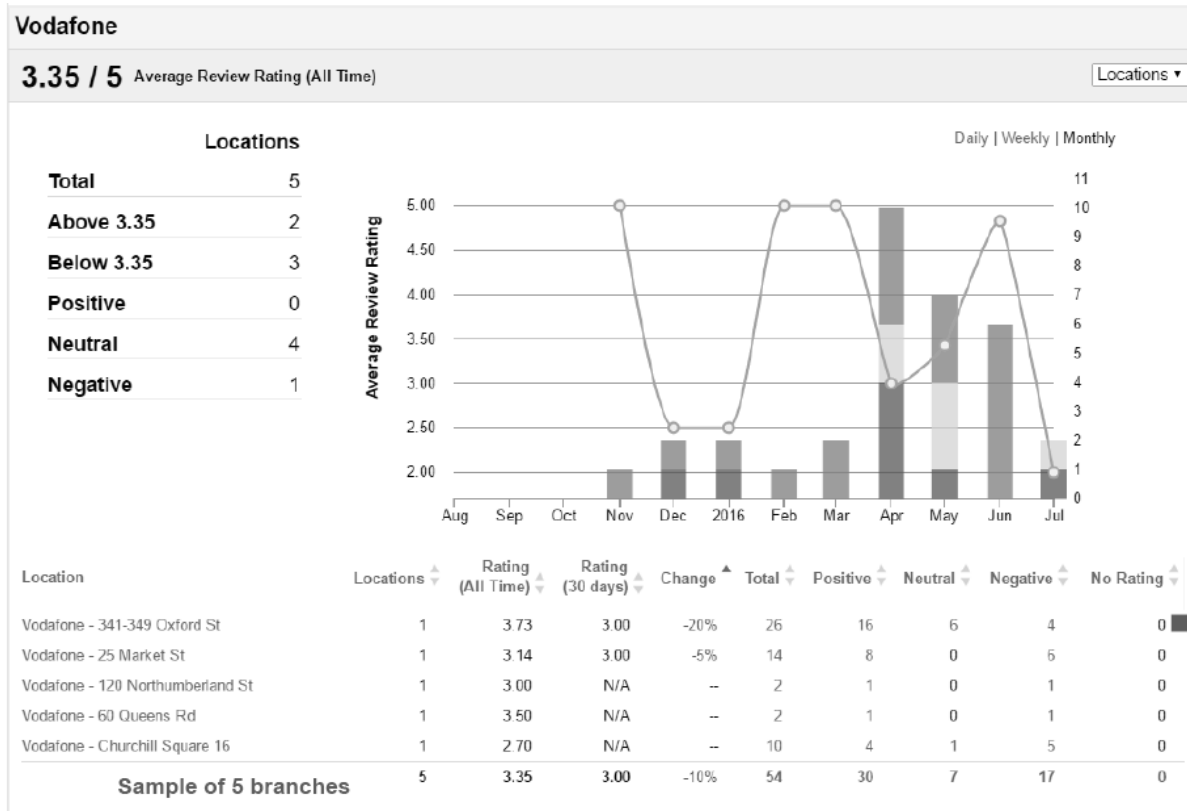 Vodafone
3.35 / 5 Average Review Rating (All Time)
Locations ▾
Locations
Total 5
Above 3.35 2
Below 3.35 3
Positive 0
Neutral 4
Negative 1
Daily | Weekly | Monthly
Average Review Rating
5.00
4.50
4.00
3.50
3.00
2.50
2.00
11
10
9
8
7
6
5
4
3
2
1
0
Aug Sep Oct Nov Dec 2016 Feb Mar Apr May Jun Jul
Location Locations Rating (All Time) Rating (30 days) Change Total Positive Neutral Negative No Rating
Vodafone - 341-349 Oxford St 1 3.73 3.00 -20% 26 16 6 4 0
Vodafone - 25 Market St 1 3.14 3.00 -5% 14 8 0 6 0
Vodafone - 120 Northumberland St 1 3.00 N/A -- 2 1 0 1 0
Vodafone - 60 Queens Rd 1 3.50 N/A -- 2 1 0 1 0
Vodafone - Churchill Square 16 1 2.70 N/A -- 10 4 1 5 0
5 3.35 3.00 -10% 54 30 7 17 0
Sample of 5 branches